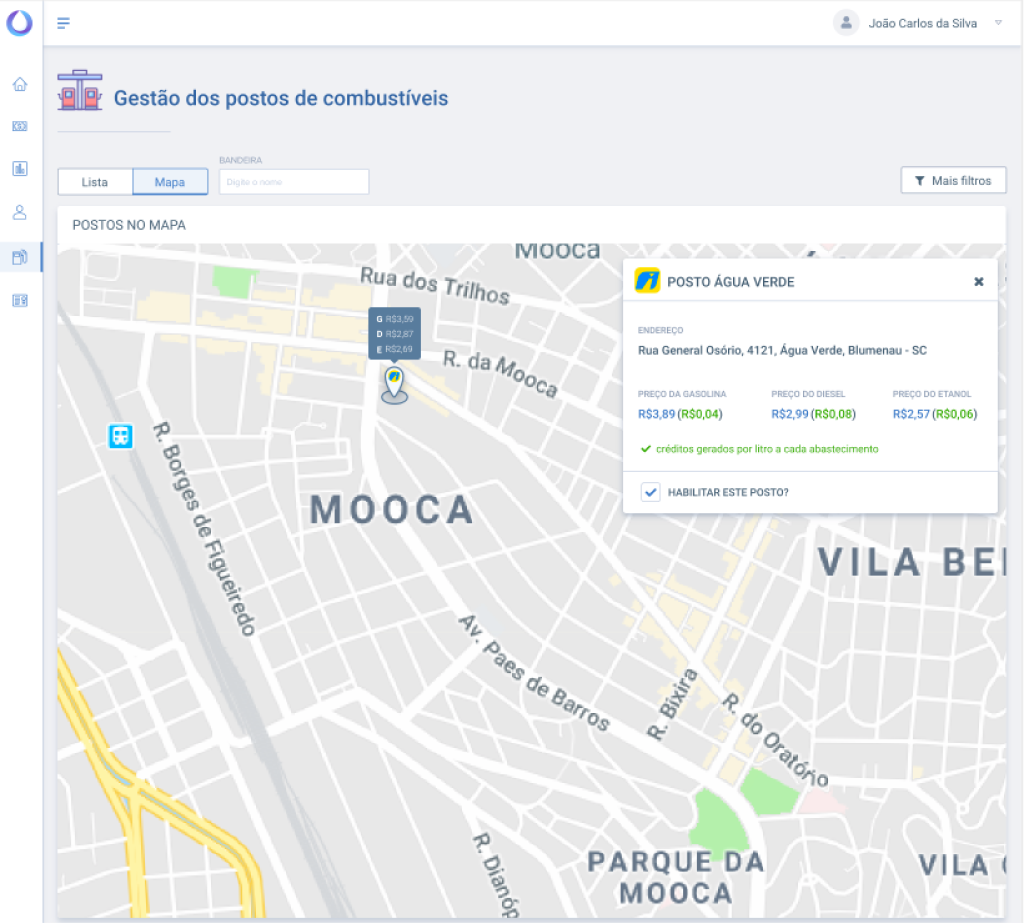 João Carlos da Silva
Gestão dos postos de combustíveis
BANDEIRA
Lista
Mapa
Digite o nome
Mais filtros
POSTOS NO MAPA
Mooca
Rua dos Trilhos
G R$3,59
D R$2,87
E R$2,69
R. da Mooca
POSTO ÁGUA VERDE
ENDEREÇO
Rua General Osório, 4121, Água Verde, Blumenau - SC
PREÇO DA GASOLINA
PREÇO DO DIESEL
PREÇO DO ETANOL
R$3,89 (R$0,04)
R$2,99 (R$0,08)
R$2,57 (R$0,06)
créditos gerados por litro a cada abastecimento
HABILITAR ESTE POSTO?
R. Borges de Figueiredo
MOOCA
VILA BE
Av. Paes de Barros
R. Bixira
R. do Oratório
R. Dianóp
PARQUE DA
MOOCA
VILA